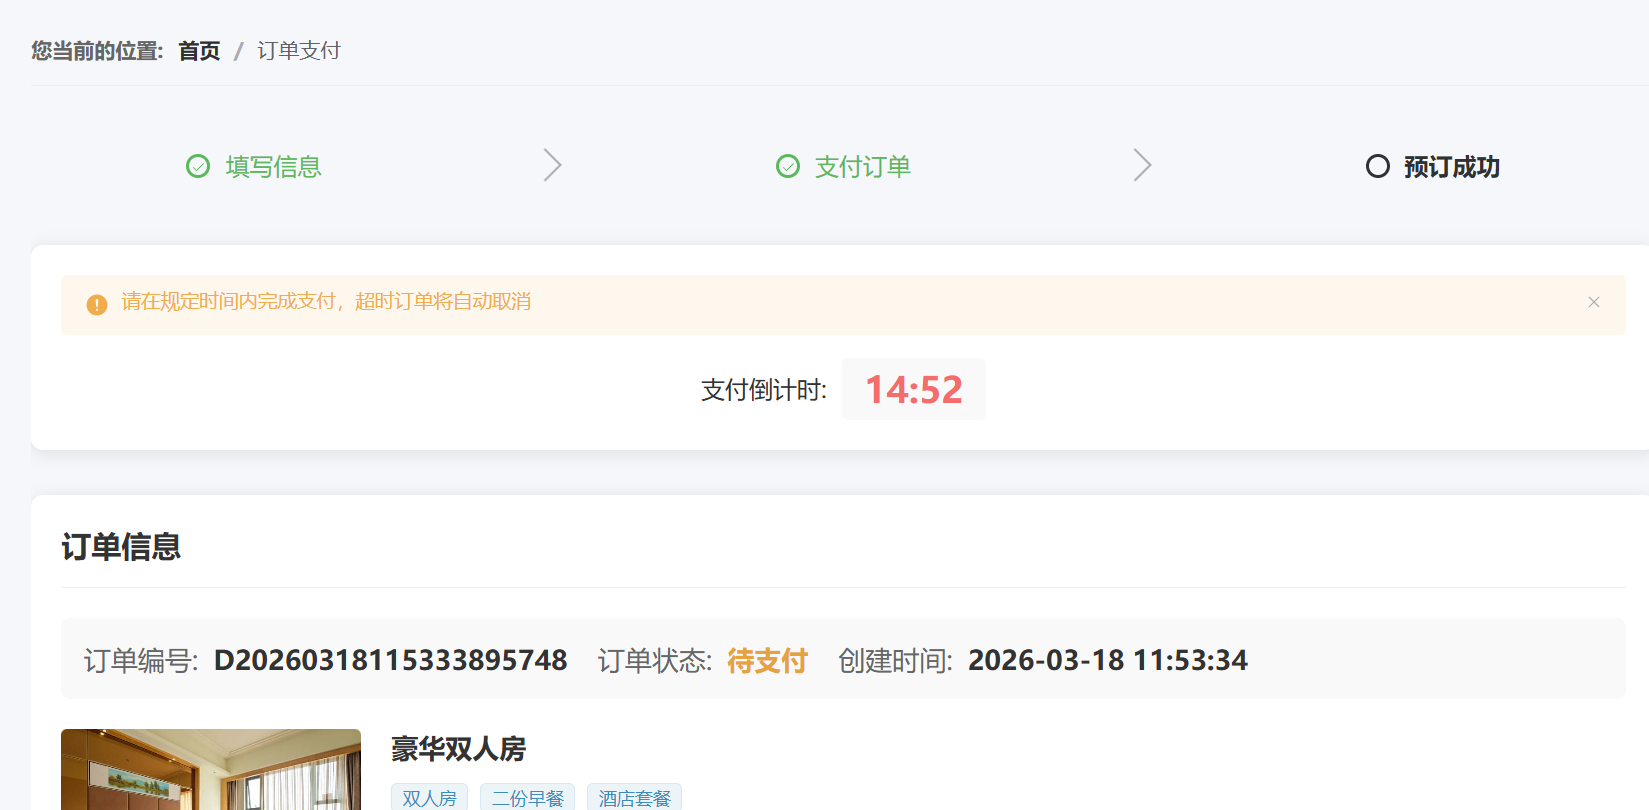 您当前的位置: 首页 / 订单支付
填写信息 支付订单 预订成功
请在规定时间内完成支付，超时订单将自动取消
支付倒计时: 14:52
订单信息
订单编号: D20260318115333895748 订单状态: 待支付 创建时间: 2026-03-18 11:53:34
豪华双人房
双人房 二份早餐 酒店套餐